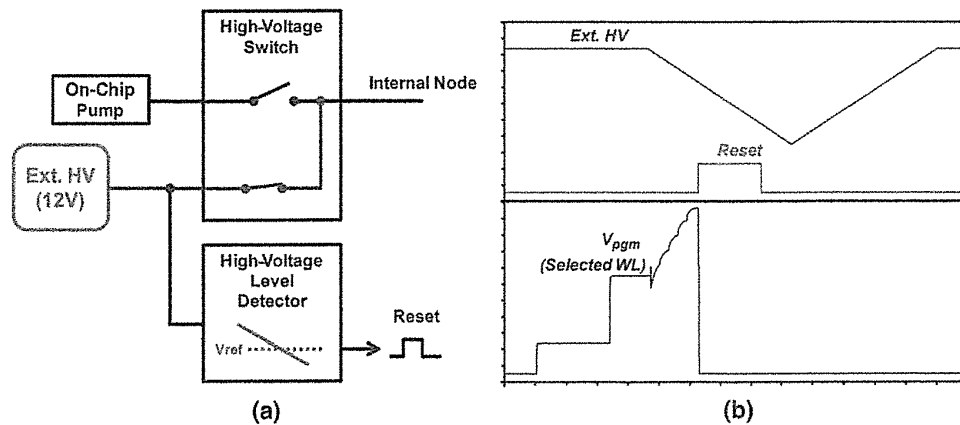 High-Voltage
Switch
On-Chip
Pump
Internal Node
Ext. HV
(12V)
High-Voltage
Level
Detector
Vref
Reset
(a)
Ext. HV
Reset
Vpgm
(Selected WL)
(b)